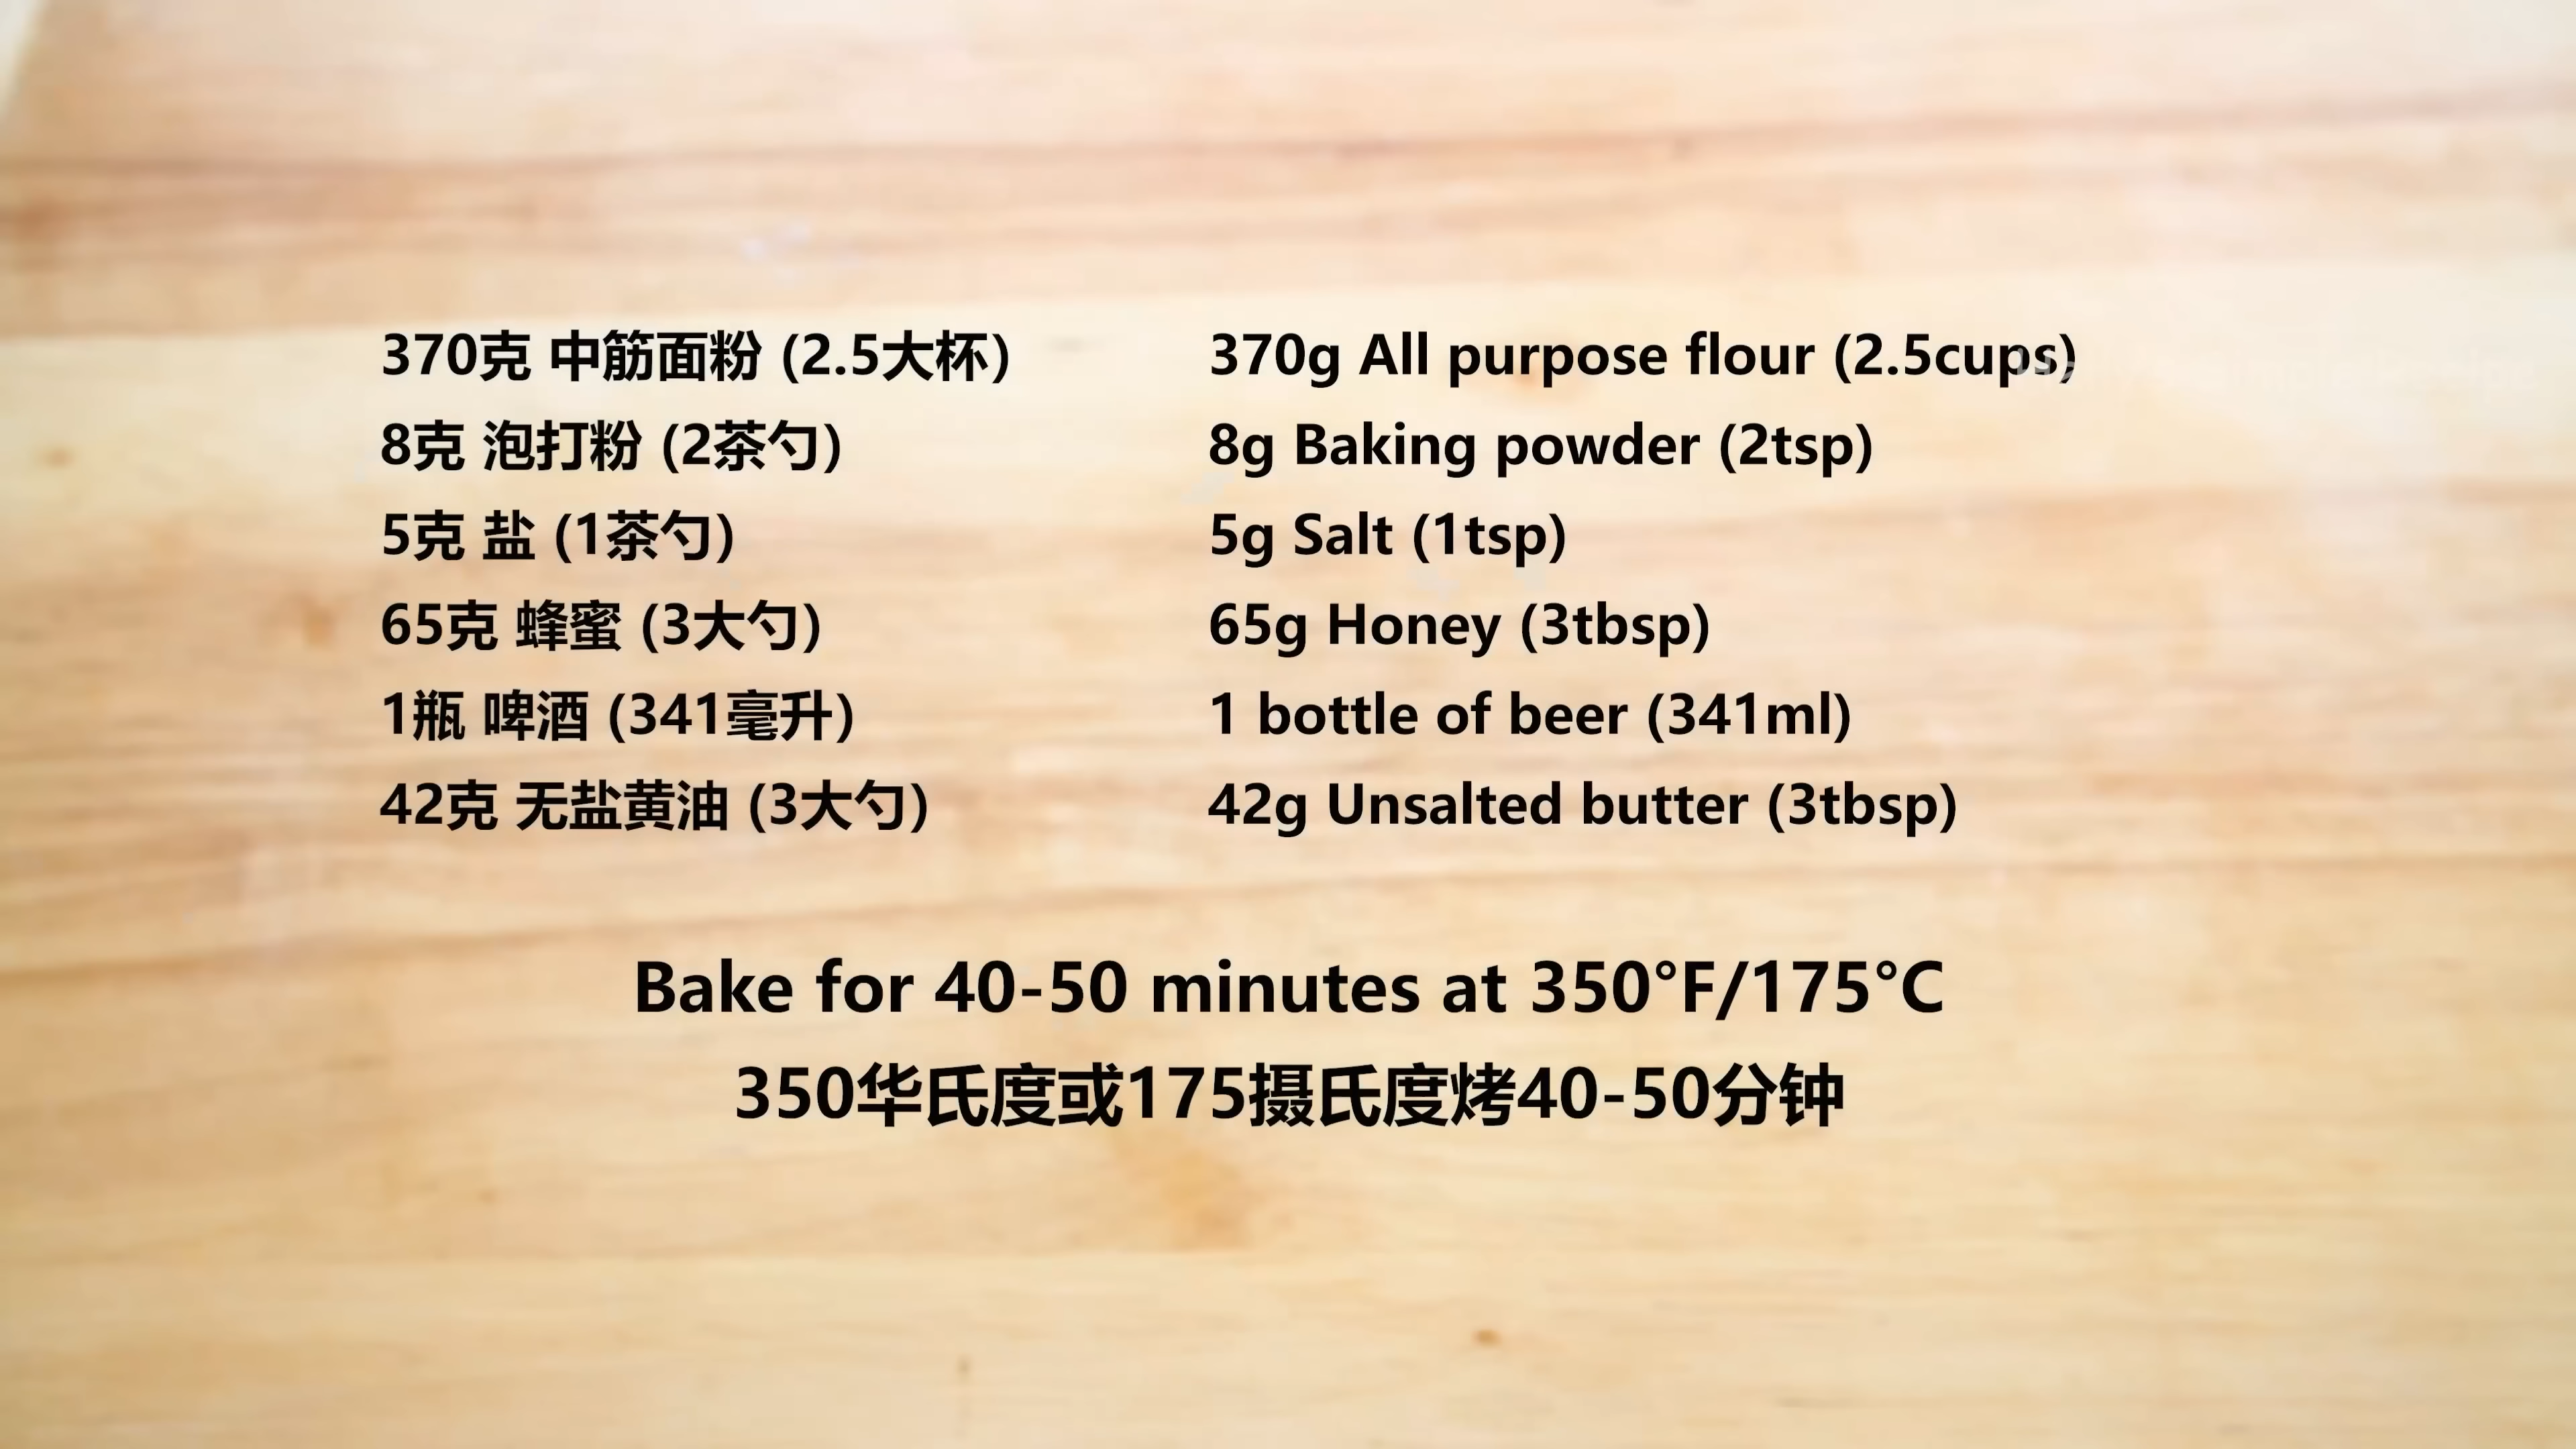 370克 中筋面粉 (2.5大杯)
8克 泡打粉 (2茶勺)
5克 盐 (1茶勺)
65克 蜂蜜 (3大勺)
1瓶 啤酒 (341毫升)
42克 无盐黄油 (3大勺)
370g All purpose flour (2.5cups)
8g Baking powder (2tsp)
5g Salt (1tsp)
65g Honey (3tbsp)
1 bottle of beer (341ml)
42g Unsalted butter (3tbsp)
Bake for 40-50 minutes at 350°F/175°C
350华氏度或175摄氏度烤40-50分钟